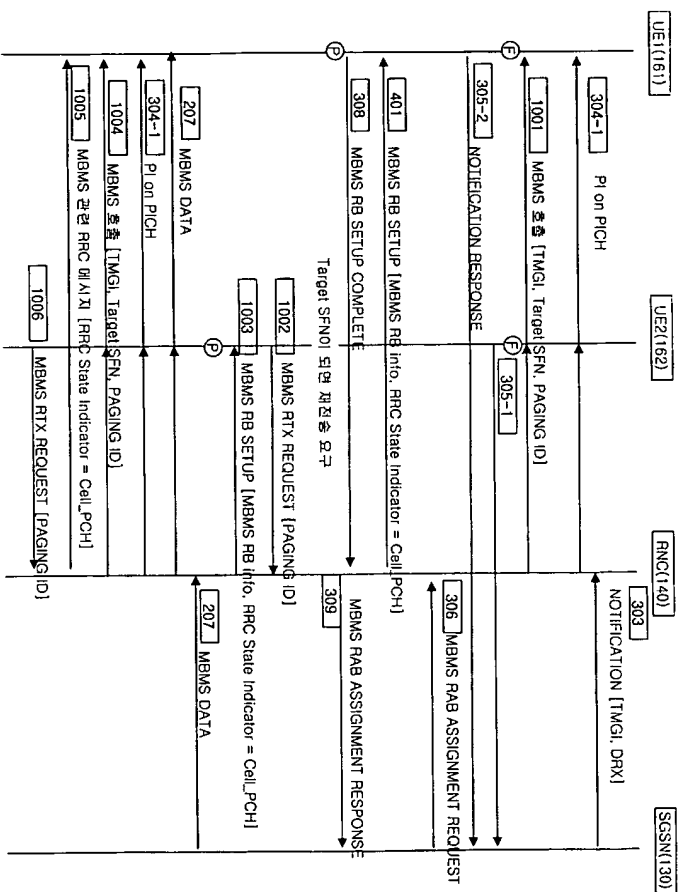 UE1(161)
UE2(162)
RNC(140)
SGSN(130)
303
NOTIFICATION [TMGI, DRX]
304-1
PI on PICH
1001
MBMS 호출 [TMGI, Target SFN, PAGING ID]
F
F
305-1
305-2
NOTIFICATION RESPONSE
306
MBMS RAB ASSIGNMENT REQUEST
401
MBMS RB SETUP [MBMS RB info, RRC State Indicator = Cell_PCH]
308
MBMS RB SETUP COMPLETE
309
MBMS RAB ASSIGNMENT RESPONSE
P
Target SFN이 되면 재전송 요구
1002
MBMS RTX REQUEST [PAGING ID]
1003
MBMS RB SETUP [MBMS RB info, RRC State Indicator = Cell_PCH]
P
207
MBMS DATA
207
MBMS DATA
304-1
PI on PICH
1004
MBMS 호출 [TMGI, Target SFN, PAGING ID]
1005
MBMS 관련 RRC 메시지 [RRC State Indicator = Cell_PCH]
1006
MBMS RTX REQUEST [PAGING ID]